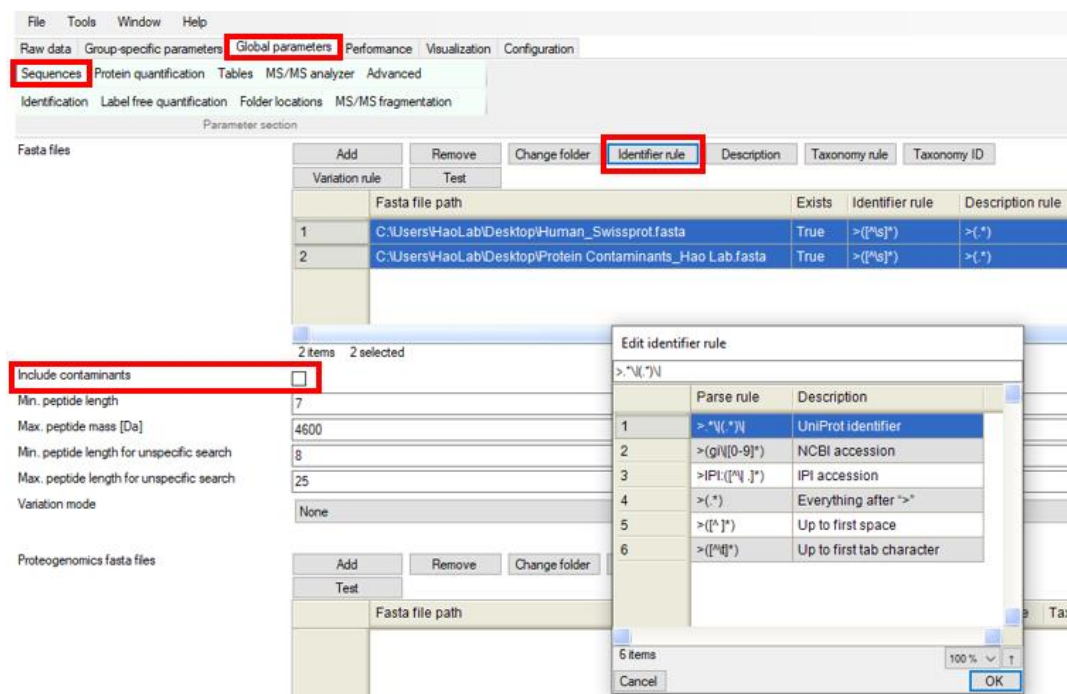 File Tools Window Help
Raw data Group-specific parameters Global parameters Performance Visualization Configuration
Sequences Protein quantification Tables MS/MS analyzer Advanced
Identification Label free quantification Folder locations MS/MS fragmentation
Parameter section
Fasta files
Add Remove Change folder Identifier rule Description Taxonomy rule Taxonomy ID
Variation rule Test
Fasta file path Exists Identifier rule Description rule
1 C:\Users\HaoLab\Desktop\Human_Swissprot.fasta True >([^\s]*) >(.*)
2 C:\Users\HaoLab\Desktop\Protein Contaminants_Hao Lab.fasta True >([^\s]*) >(.*)
2 items 2 selected
Include contaminants
Min. peptide length 7
Max. peptide mass [Da] 4600
Min. peptide length for unspecific search 8
Max. peptide length for unspecific search 25
Variation mode None
Proteogenomics fasta files
Add Remove Change folder
Test
Fasta file path
Edit identifier rule
>.*\|(.*)\|
Parse rule Description
1 >.*\|(.*)\| UniProt identifier
2 >(gi\|[0-9]*) NCBI accession
3 >IPI:([^\| .]*) IPI accession
4 >(.*) Everything after ">"
5 >([^ ]*) Up to first space
6 >([^\t]*) Up to first tab character
6 items 100 % ↑
Cancel OK